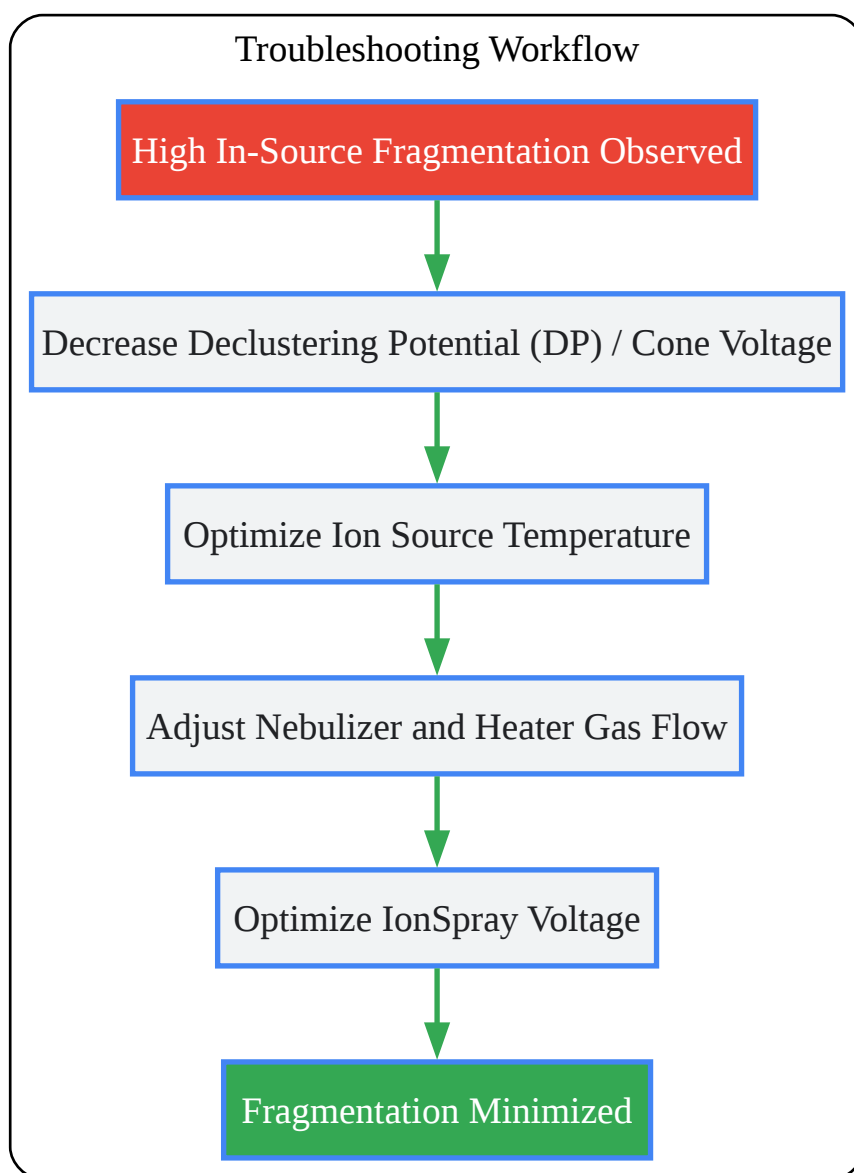 Troubleshooting Workflow
High In-Source Fragmentation Observed
Decrease Declustering Potential (DP) / Cone Voltage
Optimize Ion Source Temperature
Adjust Nebulizer and Heater Gas Flow
Optimize IonSpray Voltage
Fragmentation Minimized